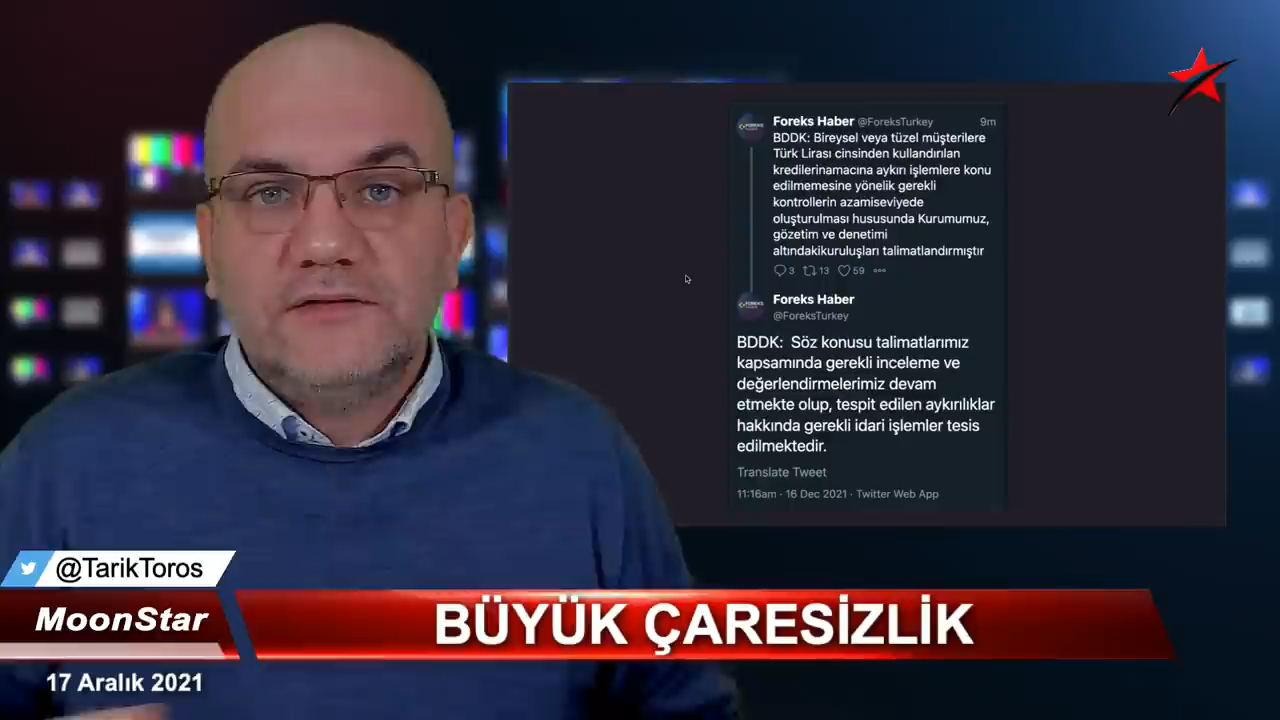 Foreks Haber @ForeksTurkey 9m
BDDK: Bireysel veya tüzel müşterilere
Türk Lirası cinsinden kullandırılan
kredilerinamacına aykırı işlemlere konu
edilmemesine yönelik gerekli
kontrollerin azamiseviyede
oluşturulması hususunda Kurumumuz,
gözetim ve denetimi
altındakikuruluşları talimatlandırmıştır
3 13 59
Foreks Haber
@ForeksTurkey
BDDK: Söz konusu talimatlarımız
kapsamında gerekli inceleme ve
değerlendirmelerimiz devam
etmekte olup, tespit edilen aykırılıklar
hakkında gerekli idari işlemler tesis
edilmektedir.
Translate Tweet
11:16am · 16 Dec 2021 · Twitter Web App
@TarikToros
MoonStar
BÜYÜK ÇARESİZLİK
17 Aralık 2021